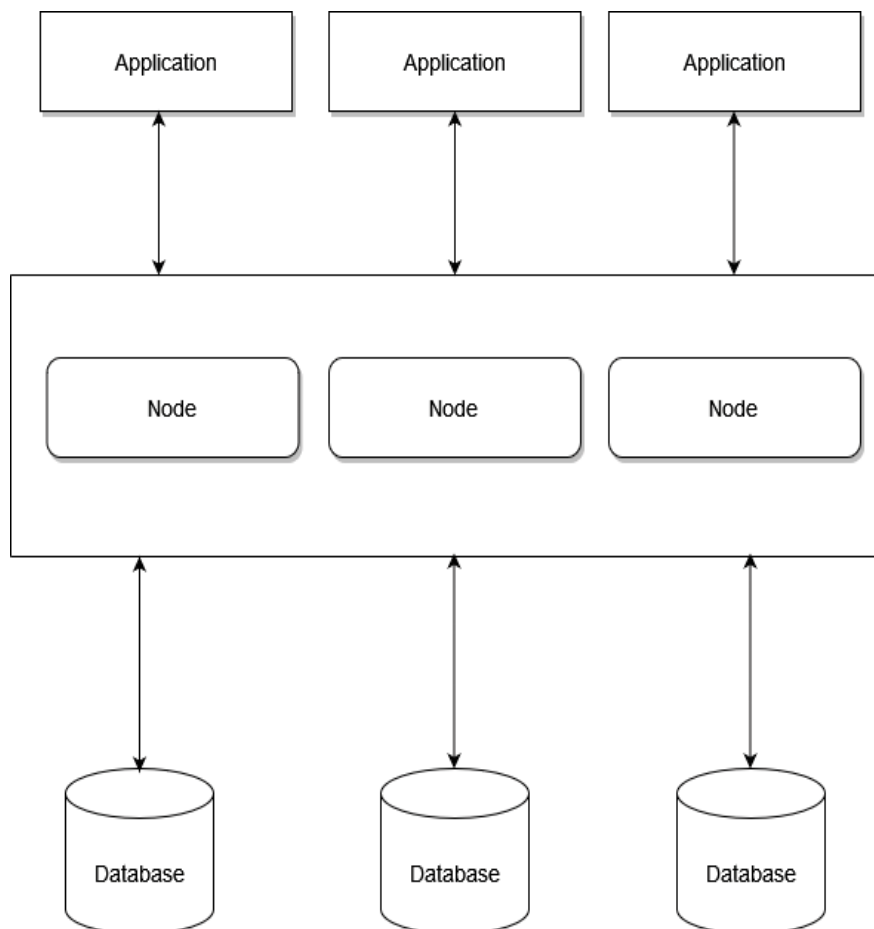 Application
Application
Application
Node
Node
Node
Database
Database
Database